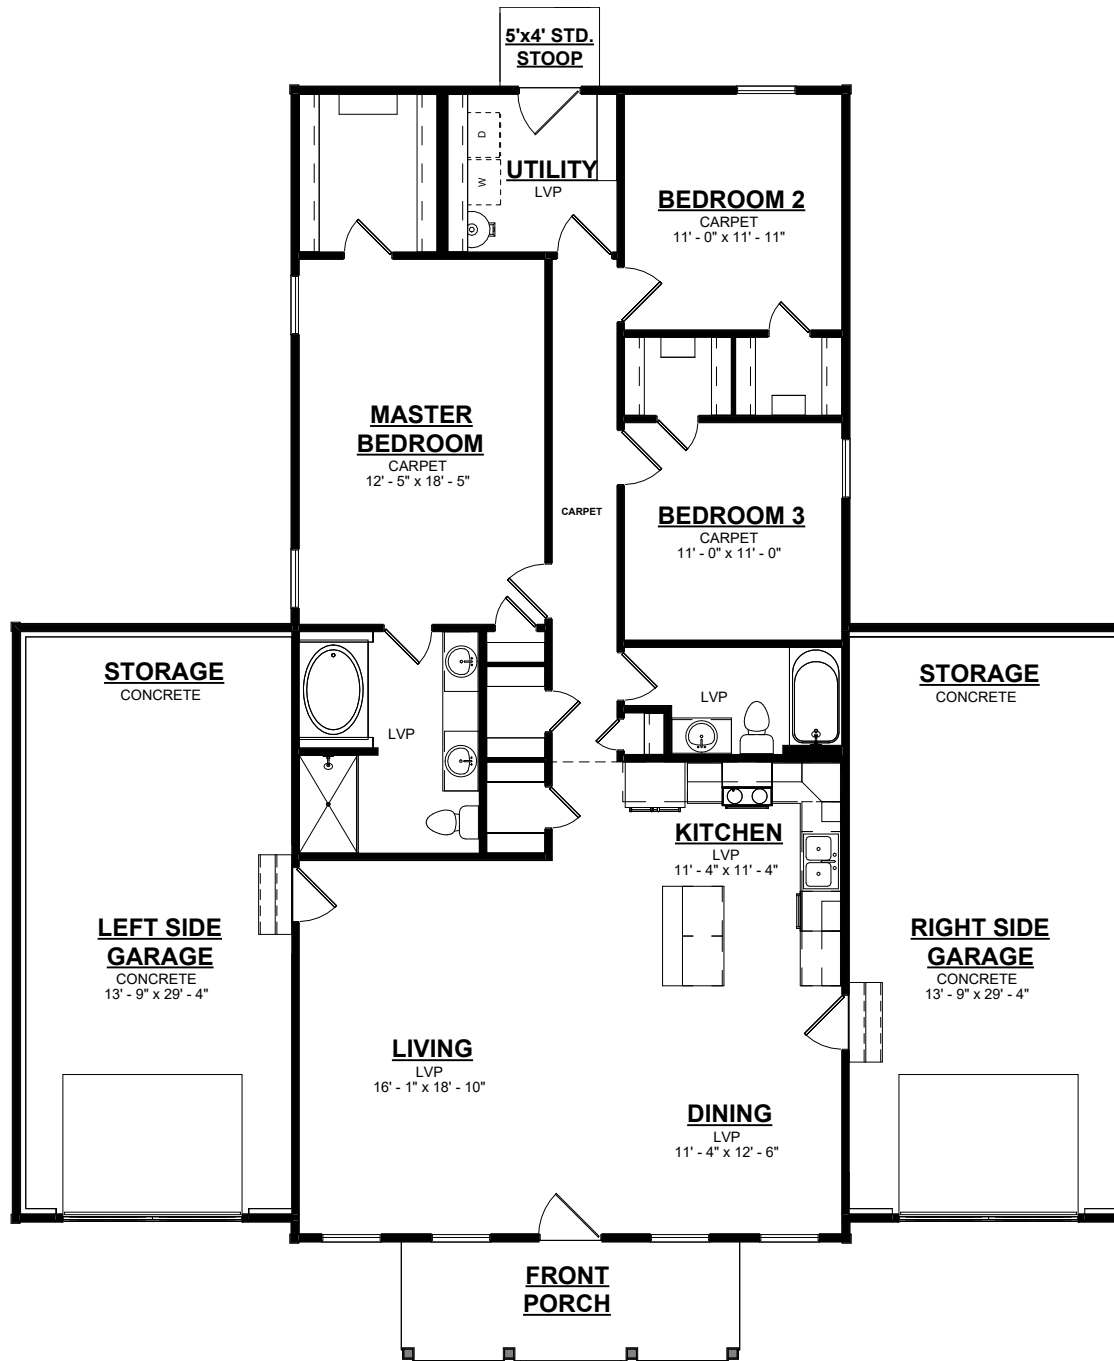 5'x4' STD.
STOOP
D
W
UTILITY
LVP
BEDROOM 2
CARPET
11' - 0" x 11' - 11"
MASTER
BEDROOM
CARPET
12' - 5" x 18' - 5"
CARPET
BEDROOM 3
CARPET
11' - 0" x 11' - 0"
STORAGE
CONCRETE
LVP
LVP
STORAGE
CONCRETE
KITCHEN
LVP
11' - 4" x 11' - 4"
LEFT SIDE
GARAGE
CONCRETE
13' - 9" x 29' - 4"
RIGHT SIDE
GARAGE
CONCRETE
13' - 9" x 29' - 4"
LIVING
LVP
16' - 1" x 18' - 10"
DINING
LVP
11' - 4" x 12' - 6"
FRONT
PORCH